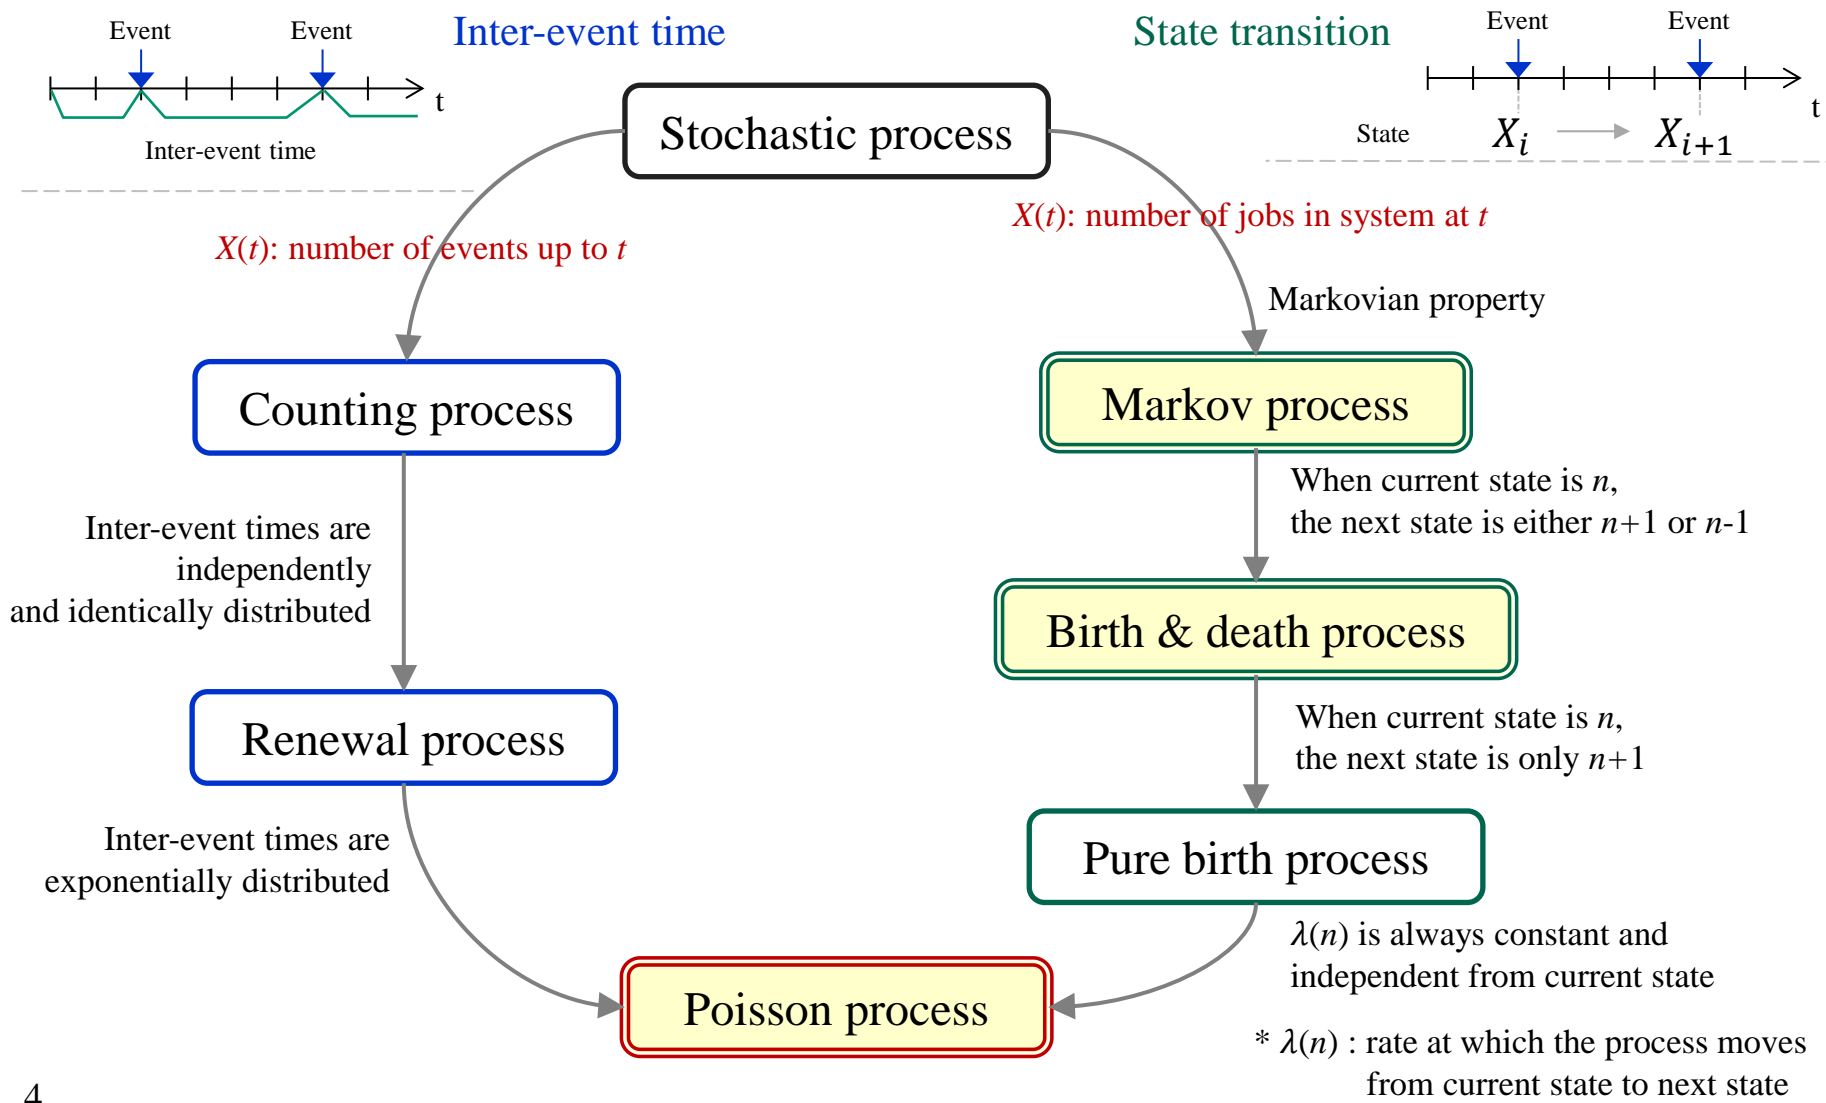 Event
Event
Inter-event time
State transition
Event
Event
t
t
Inter-event time
State
X_i
X_{i+1}
Stochastic process
X(t): number of events up to t
X(t): number of jobs in system at t
Markovian property
Counting process
Markov process
When current state is n,
the next state is either n+1 or n-1
Inter-event times are
independently
and identically distributed
Birth & death process
Renewal process
When current state is n,
the next state is only n+1
Inter-event times are
exponentially distributed
Pure birth process
λ(n) is always constant and
independent from current state
Poisson process
* λ(n) : rate at which the process moves
from current state to next state
4